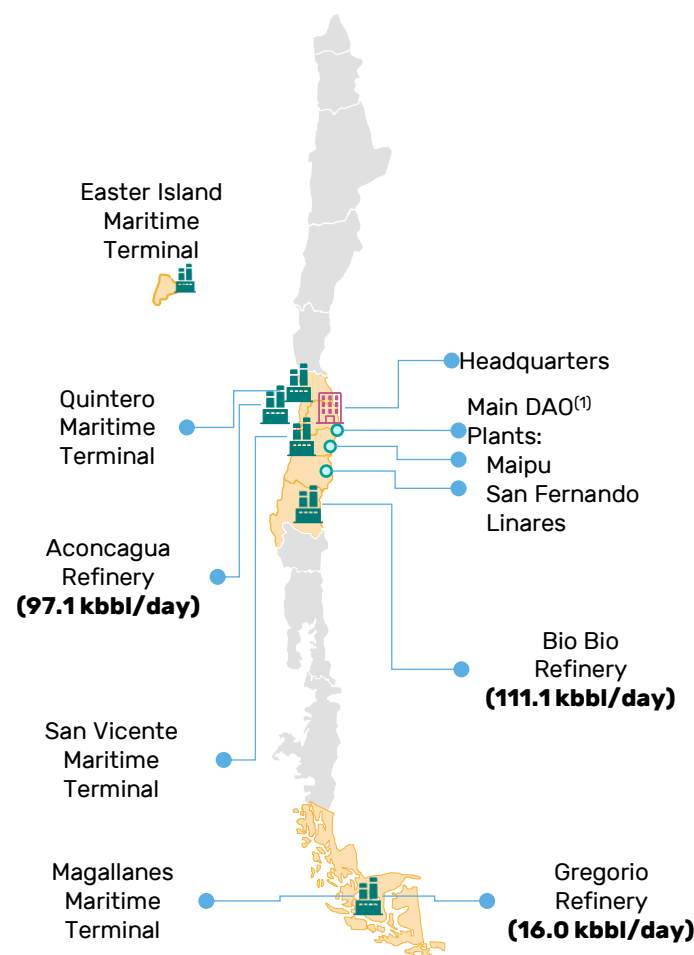 Easter Island
Maritime
Terminal
Headquarters
Main DAO(1)
Plants:
Maipu
San Fernando
Linares
Quintero
Maritime
Terminal
Aconcagua
Refinery
(97.1 kbbl/day)
Bio Bio
Refinery
(111.1 kbbl/day)
San Vicente
Maritime
Terminal
Magallanes
Maritime
Terminal
Gregorio
Refinery
(16.0 kbbl/day)